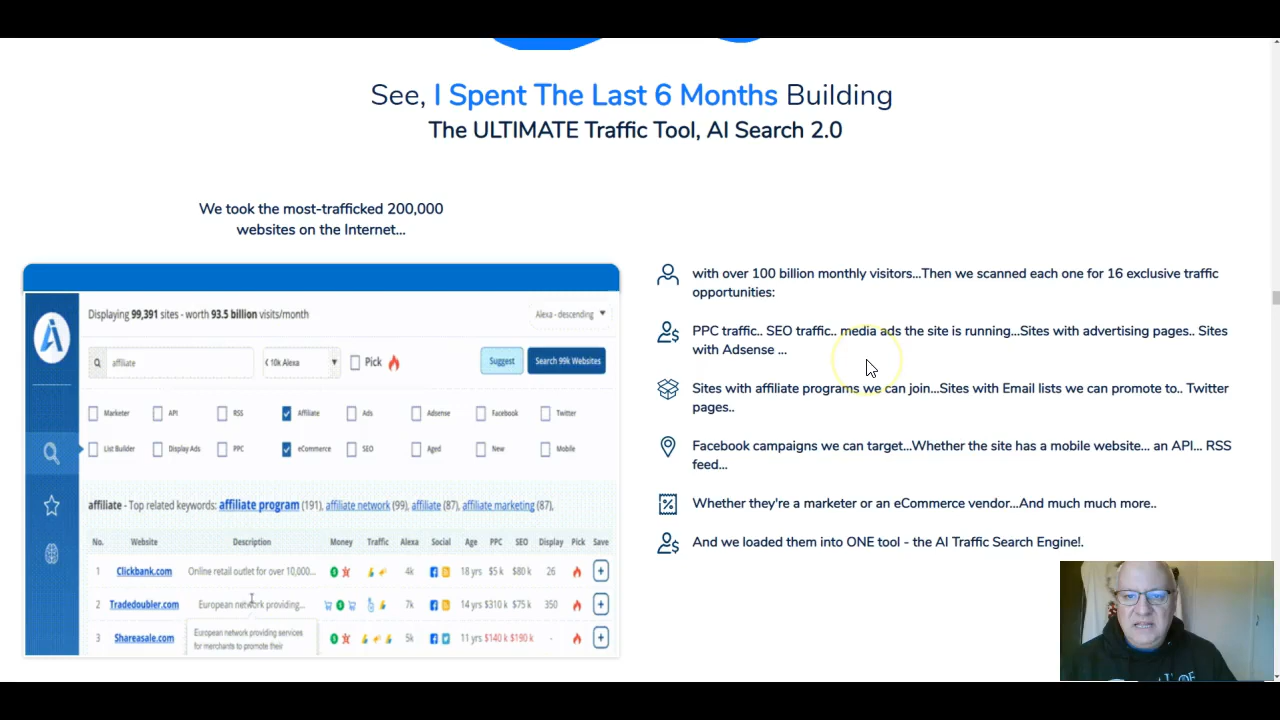 See, I Spent The Last 6 Months Building
The ULTIMATE Traffic Tool, AI Search 2.0
We took the most-trafficked 200,000
websites on the Internet...
Displaying 99,391 sites - worth 93.5 billion visits/month
Alexa - descending
affiliate
< 10k Alexa
Pick
Suggest
Search 99k Websites
Marketer API RSS Affiliate Ads Adsense Facebook Twitter
List Builder Display Ads PPC eCommerce SEO Aged New Mobile
affiliate - Top related keywords: affiliate program (191), affiliate network (99), affiliate (87), affiliate marketing (87),
No. Website Description Money Traffic Alexa Social Age PPC SEO Display Pick Save
1 Clickbank.com Online retail outlet for over 10,000... 4k 18 yrs $5 k $80 k 26 +
2 Tradedoubler.com European network providing... 7k 14 yrs $310 k $75 k 350 +
European network providing services
3 Shareasale.com 5k 11 yrs $140 k $190 k - +
for merchants to promote their
with over 100 billion monthly visitors...Then we scanned each one for 16 exclusive traffic
opportunities:
PPC traffic.. SEO traffic.. media ads the site is running...Sites with advertising pages.. Sites
with Adsense ...
Sites with affiliate programs we can join...Sites with Email lists we can promote to.. Twitter
pages..
Facebook campaigns we can target...Whether the site has a mobile website... an API... RSS
feed...
Whether they're a marketer or an eCommerce vendor...And much much more..
And we loaded them into ONE tool - the AI Traffic Search Engine!.